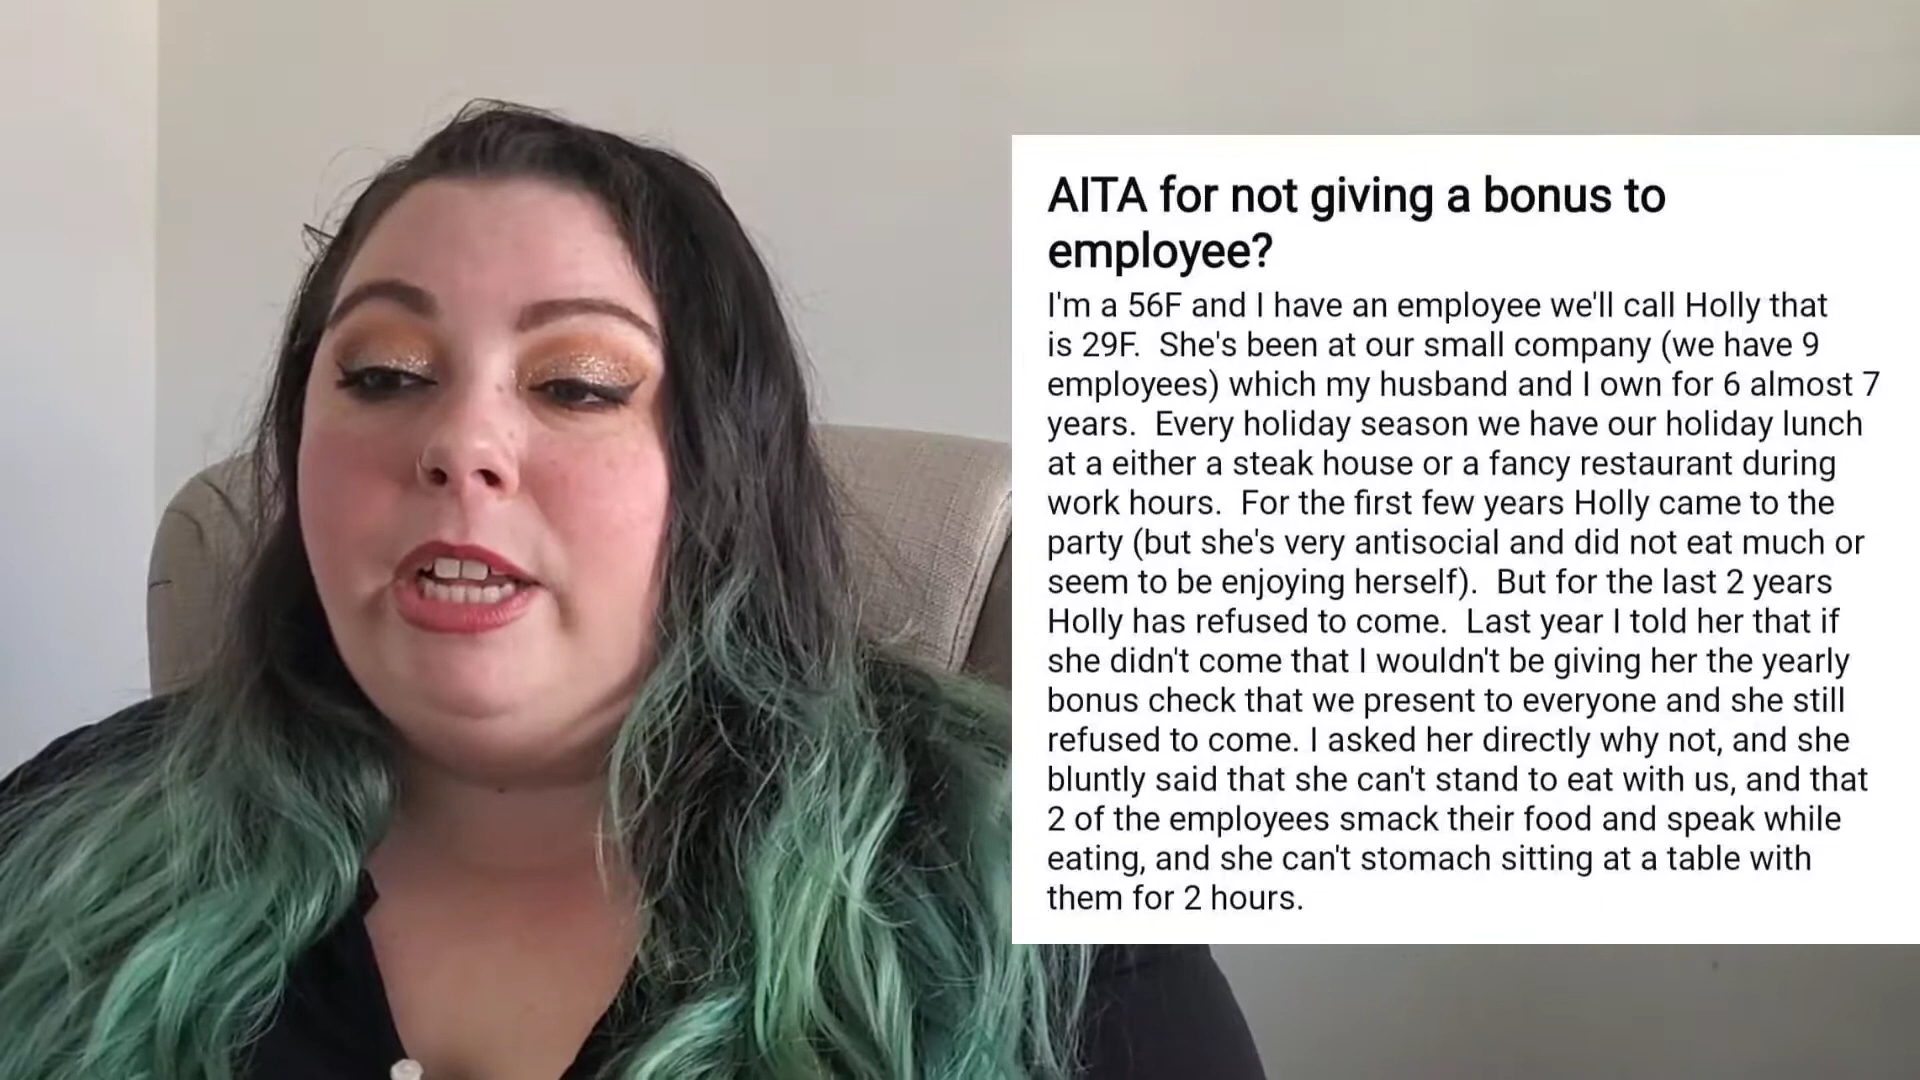 AITA for not giving a bonus to
employee?
I'm a 56F and I have an employee we'll call Holly that
is 29F.  She's been at our small company (we have 9
employees) which my husband and I own for 6 almost 7
years.  Every holiday season we have our holiday lunch
at a either a steak house or a fancy restaurant during
work hours.  For the first few years Holly came to the
party (but she's very antisocial and did not eat much or
seem to be enjoying herself).  But for the last 2 years
Holly has refused to come.  Last year I told her that if
she didn't come that I wouldn't be giving her the yearly
bonus check that we present to everyone and she still
refused to come. I asked her directly why not, and she
bluntly said that she can't stand to eat with us, and that
2 of the employees smack their food and speak while
eating, and she can't stomach sitting at a table with
them for 2 hours.